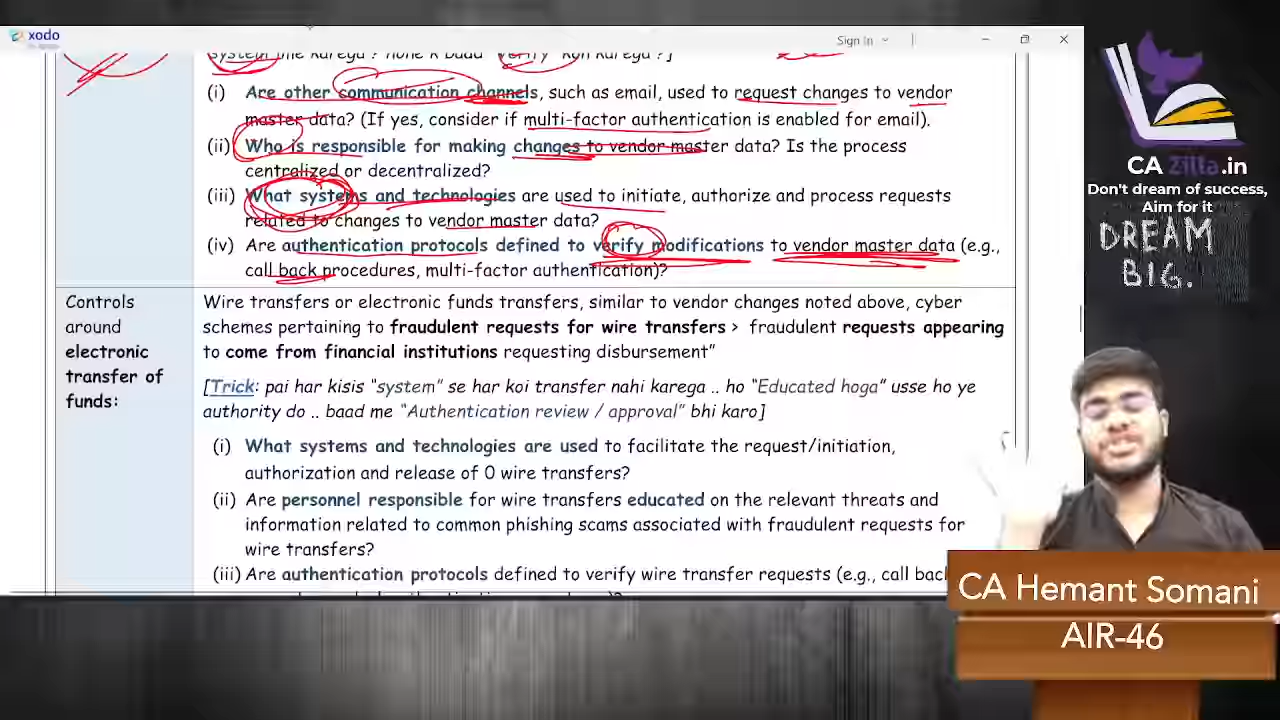 xodo
Sign In
system me karega ? hone k baad verify kon karega ?]
(i) Are other communication channels, such as email, used to request changes to vendor
master data? (If yes, consider if multi-factor authentication is enabled for email).
(ii) Who is responsible for making changes to vendor master data? Is the process
centralized or decentralized?
(iii) What systems and technologies are used to initiate, authorize and process requests
related to changes to vendor master data?
(iv) Are authentication protocols defined to verify modifications to vendor master data (e.g.,
call back procedures, multi-factor authentication)?
Controls
around
electronic
transfer of
funds:
Wire transfers or electronic funds transfers, similar to vendor changes noted above, cyber
schemes pertaining to fraudulent requests for wire transfers > fraudulent requests appearing
to come from financial institutions requesting disbursement”
[Trick: pai har kisis “system” se har koi transfer nahi karega .. ho “Educated hoga” usse ho ye
authority do .. baad me “Authentication review / approval” bhi karo]
(i) What systems and technologies are used to facilitate the request/initiation,
authorization and release of 0 wire transfers?
(ii) Are personnel responsible for wire transfers educated on the relevant threats and
information related to common phishing scams associated with fraudulent requests for
wire transfers?
(iii) Are authentication protocols defined to verify wire transfer requests (e.g., call back
CA Zilla.in
Don't dream of success,
Aim for it
DREAM
BIG.
CA Hemant Somani
AIR-46